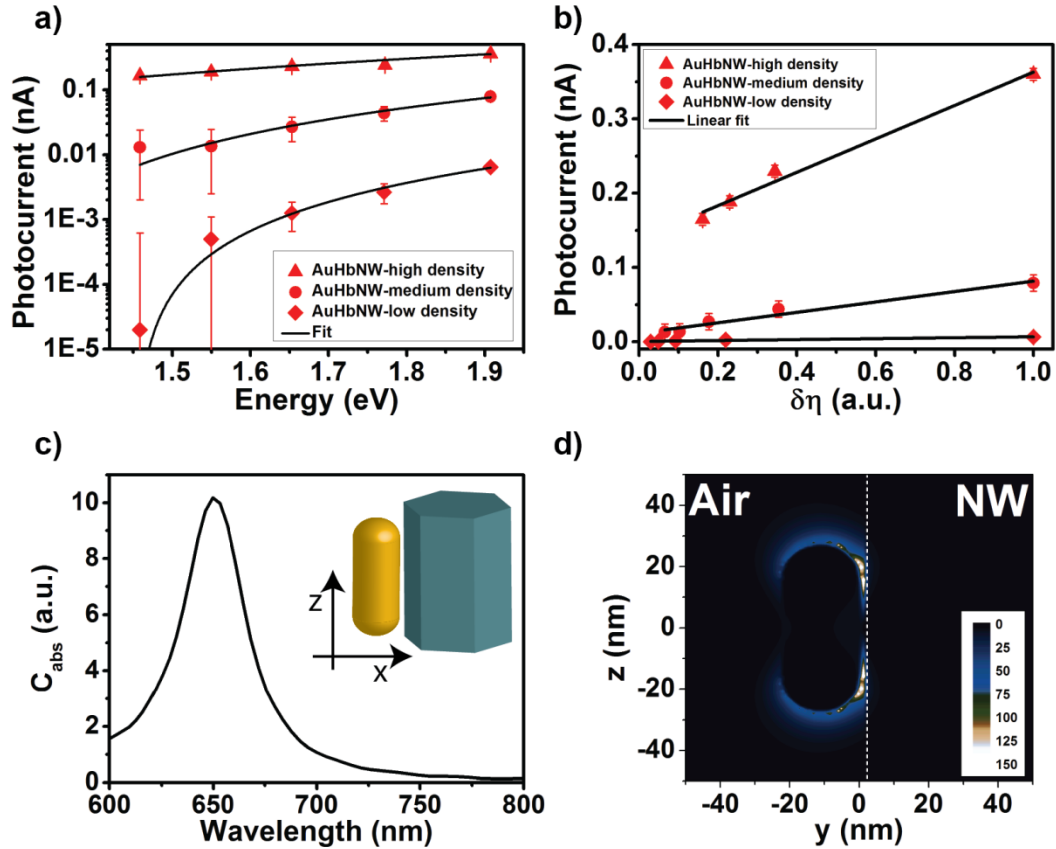 a)
Photocurrent (nA)
0.1
0.01
1E-3
1E-4
1E-5
1.5 1.6 1.7 1.8 1.9
Energy (eV)
AuHbNW-high density
AuHbNW-medium density
AuHbNW-low density
Fit
b)
Photocurrent (nA)
0.4
0.3
0.2
0.1
0.0
0.0 0.2 0.4 0.6 0.8 1.0
δη (a.u.)
AuHbNW-high density
AuHbNW-medium density
AuHbNW-low density
Linear fit
c)
C abs (a.u.)
10
8
6
4
2
0
600 650 700 750 800
Wavelength (nm)
Z
X
d)
Air NW
z (nm)
40
20
0
-20
-40
-40 -20 0 20 40
y (nm)
0
25
50
75
100
125
150